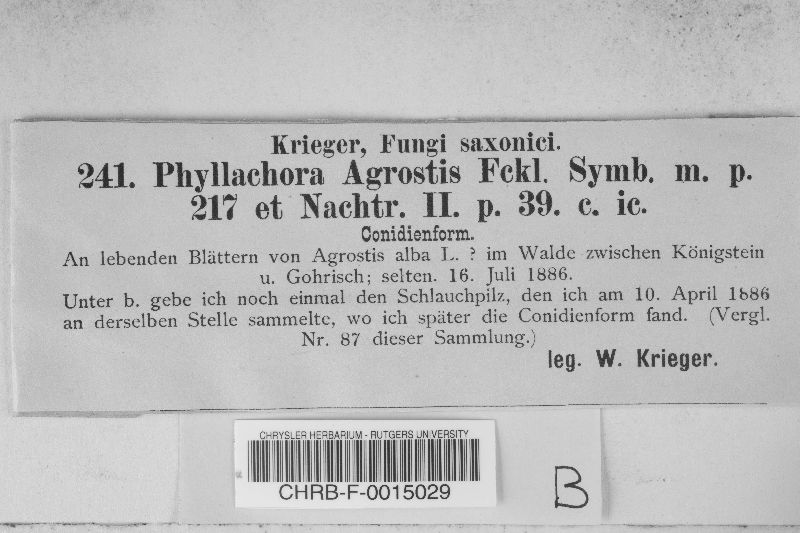 Krieger, Fungi saxonici.
241. Phyllachora Agrostis Fckl. Symb. m. p.
217 et Nachtr. II. p. 39. c. ic.
Conidienform.
An lebenden Blättern von Agrostis alba L. ? im Walde zwischen Königstein
u. Gohrisch; selten. 16. Juli 1886.
Unter b. gebe ich noch einmal den Schlauchpilz, den ich am 10. April 1886
an derselben Stelle sammelte, wo ich später die Conidienform fand. (Vergl.
Nr. 87 dieser Sammlung.)
leg. W. Krieger.
CHRYSLER HERBARIUM - RUTGERS UNIVERSITY
CHRB-F-0015029
B